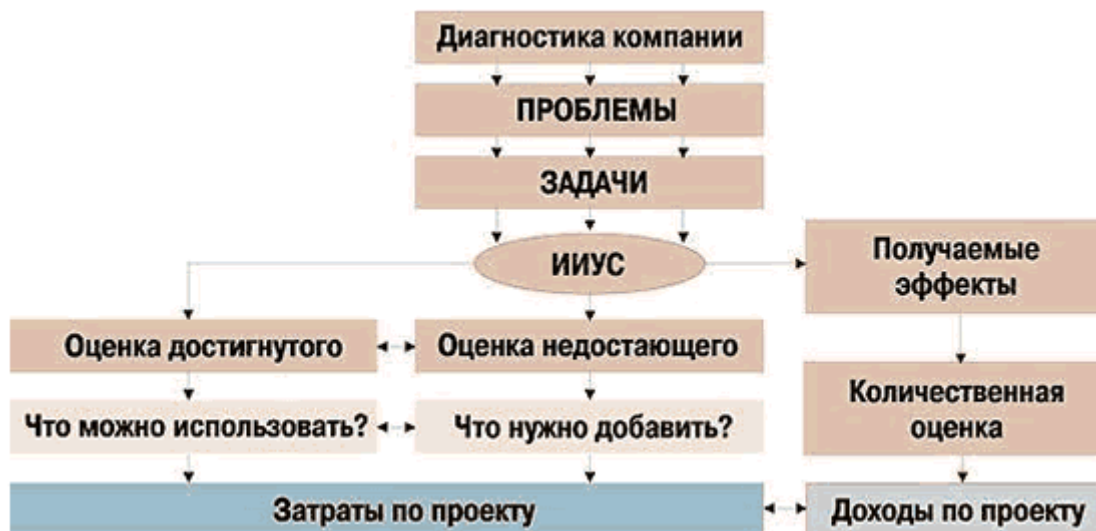 Диагностика компании
ПРОБЛЕМЫ
ЗАДАЧИ
ИИУС
Получаемые
эффекты
Оценка достигнутого
Оценка недостающего
Количественная
оценка
Что можно использовать?
Что нужно добавить?
Затраты по проекту
Доходы по проекту